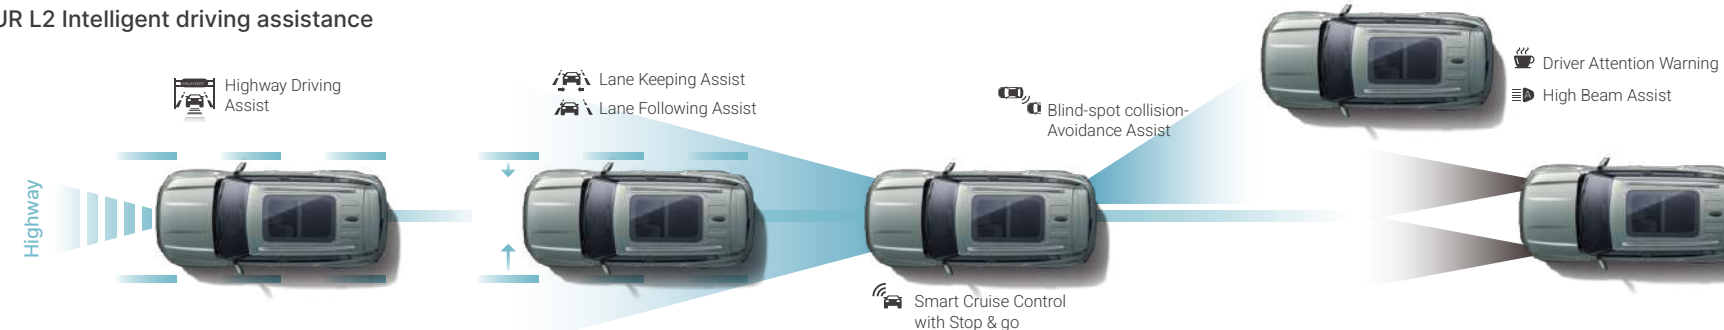 UR L2 Intelligent driving assistance
Highway Driving
Assist
Lane Keeping Assist
Lane Following Assist
Blind-spot collision-
Avoidance Assist
Driver Attention Warning
High Beam Assist
Highway
Smart Cruise Control
with Stop & go